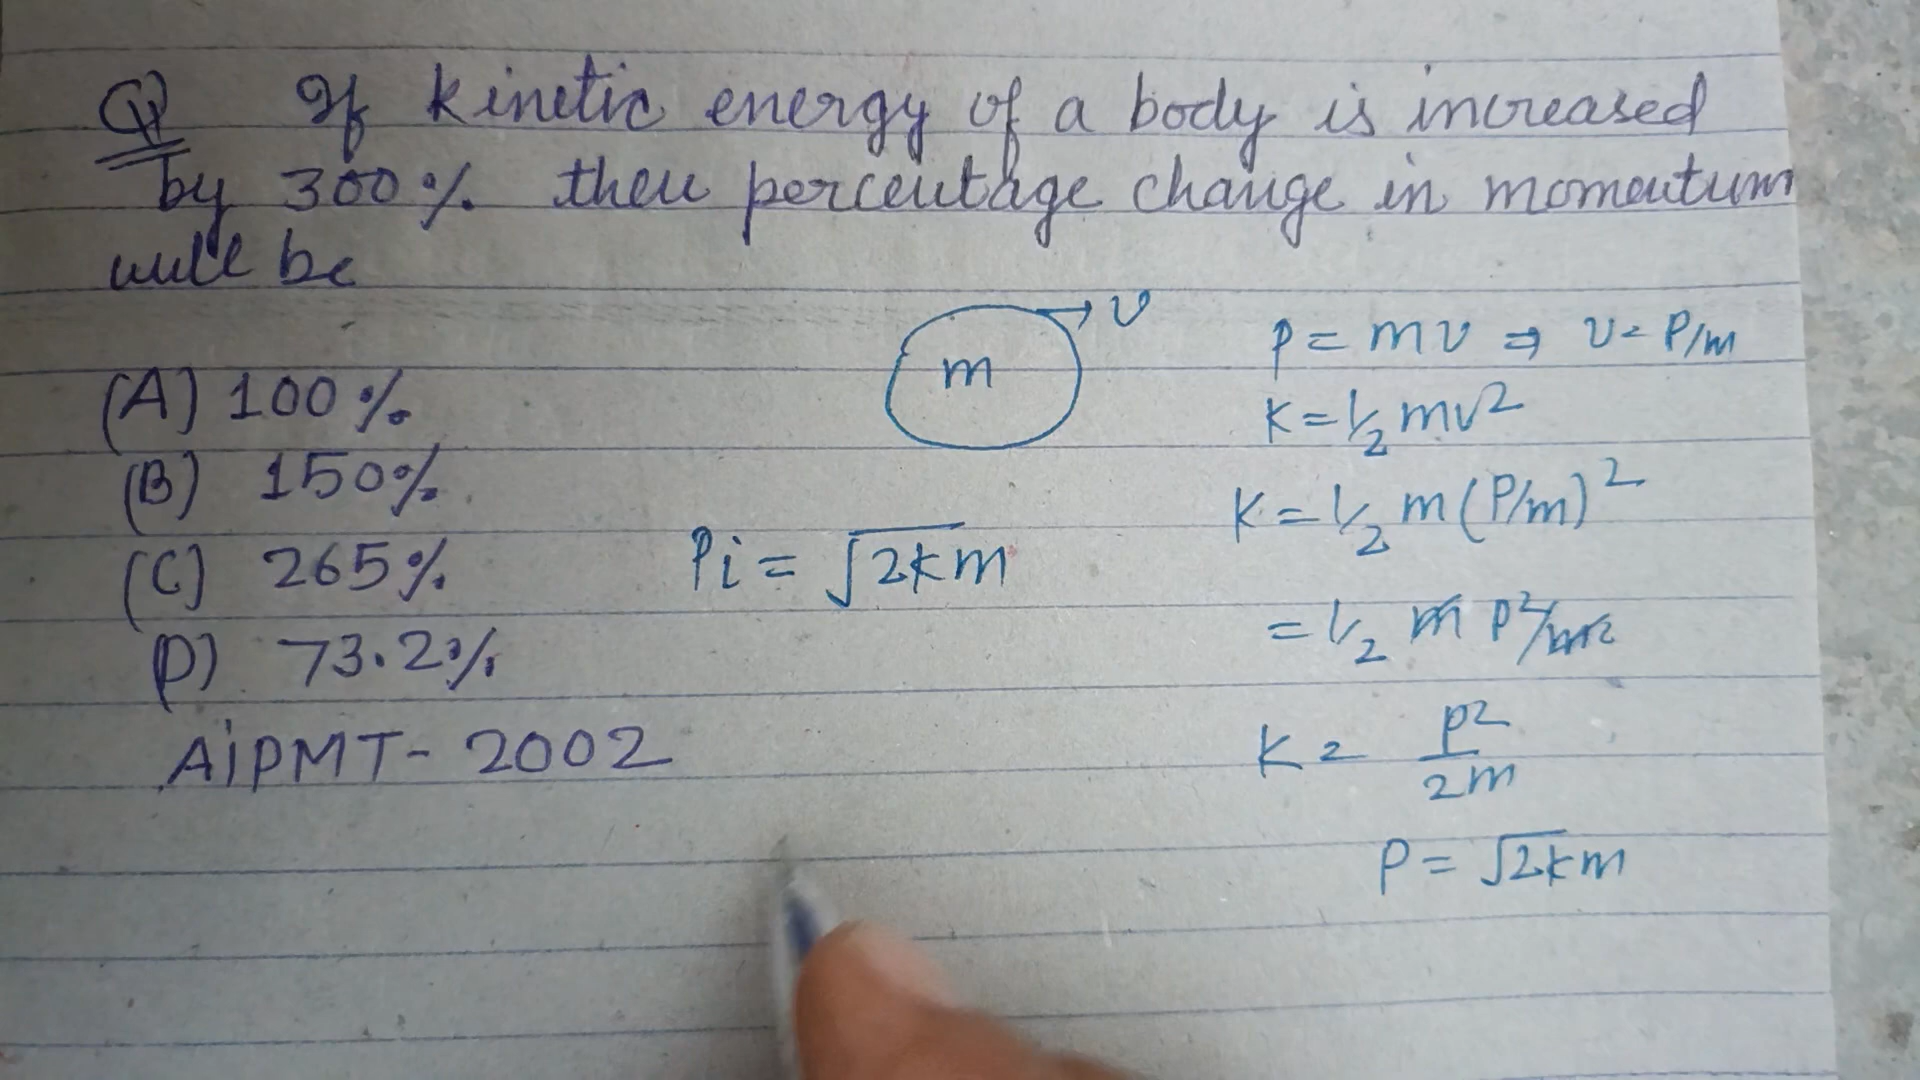 Q If kinetic energy of a body is increased
by 300% then percentage change in momentum
will be
(A) 100%
(B) 150%
(C) 265%
(D) 73.2%
AiPMT- 2002
m
v
Pi = √2km
P = mv ⇒ v = P/m
K = 1/2 mv²
K = 1/2 m(P/m)²
= 1/2 m P²/m²
K = P²/2m
P = √2km